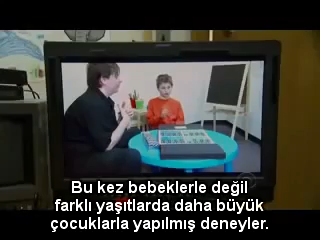 Bu kez bebeklerle değil
farklı yaşıtlarda daha büyük
çocuklarla yapılmış deneyler.